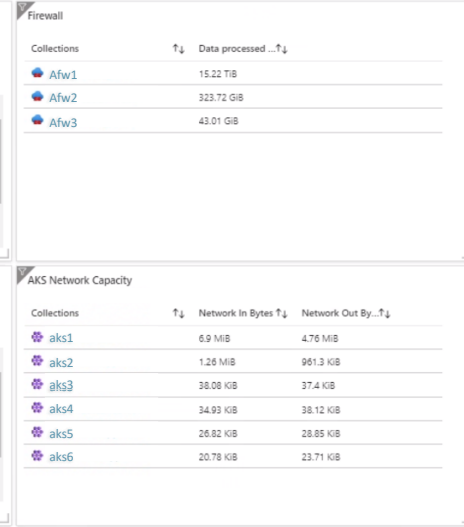 Firewall
Collections ↑↓ Data processed ...↑↓
Afw1 15.22 TiB
Afw2 323.72 GiB
Afw3 43.01 GiB
AKS Network Capacity
Collections ↑↓ Network In Bytes ↑↓ Network Out By...↑↓
aks1 6.9 MiB 4.76 MiB
aks2 1.26 MiB 961.3 KiB
aks3 38.08 KiB 37.4 KiB
aks4 34.93 KiB 38.12 KiB
aks5 26.82 KiB 28.85 KiB
aks6 20.78 KiB 23.71 KiB